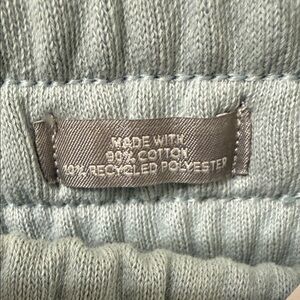 MADE WITH
90% COTTON
10% RECYCLED POLYESTER